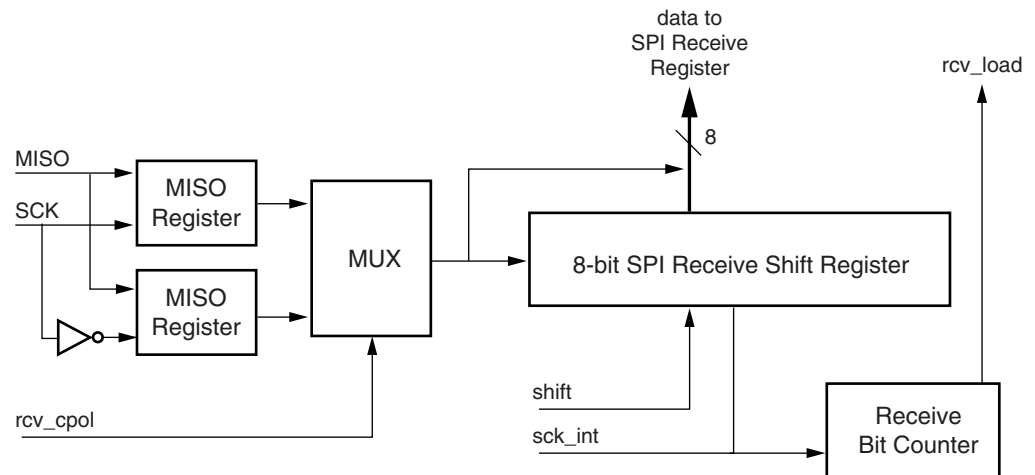 data to
SPI Receive
Register
rcv_load
8
MISO
MISO
Register
SCK
MUX
8-bit SPI Receive Shift Register
MISO
Register
shift
rcv_cpol
sck_int
Receive
Bit Counter